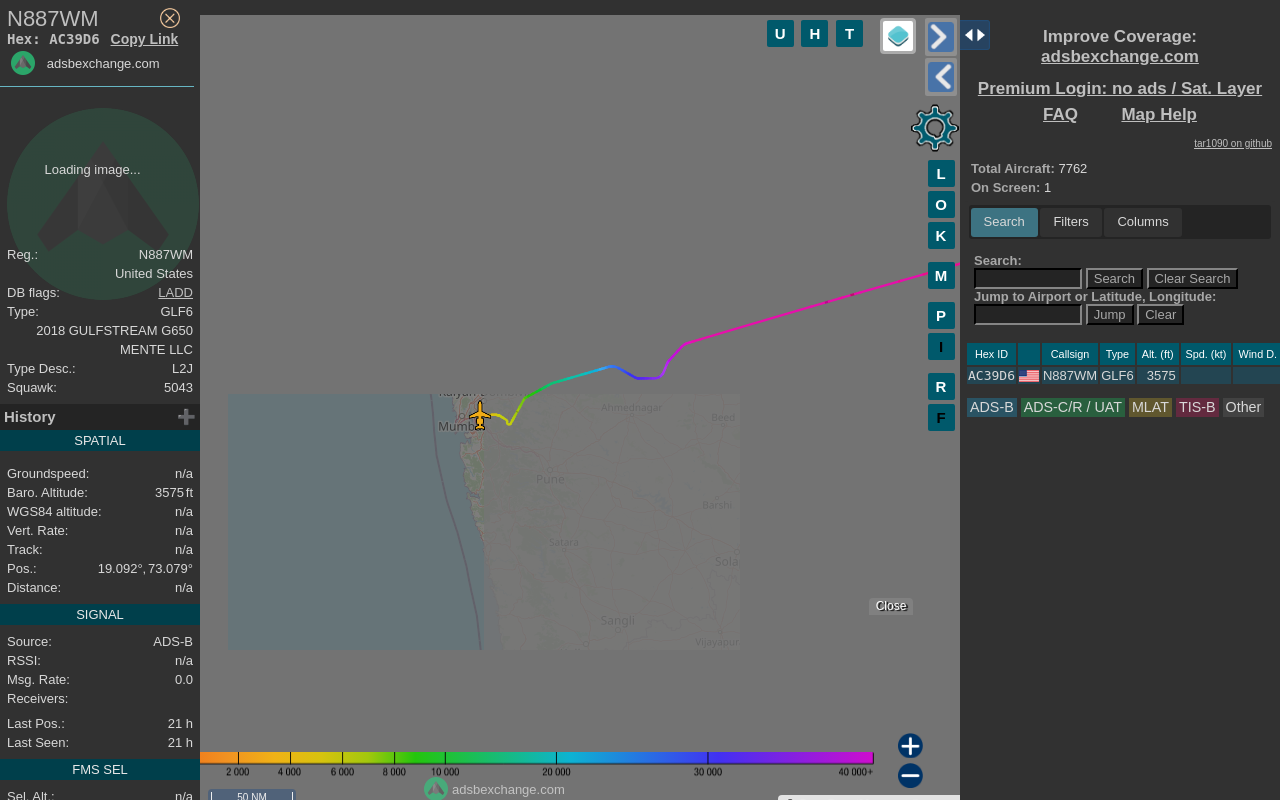 N887WM
Hex: AC39D6 Copy Link
adsbexchange.com
Loading image...
Reg.: N887WM
United States
DB flags: LADD
Type: GLF6
2018 GULFSTREAM G650
MENTE LLC
Type Desc.: L2J
Squawk: 5043
History
SPATIAL
Groundspeed: n/a
Baro. Altitude: 3575 ft
WGS84 altitude: n/a
Vert. Rate: n/a
Track: n/a
Pos.: 19.092°, 73.079°
Distance: n/a
SIGNAL
Source: ADS-B
RSSI: n/a
Msg. Rate: 0.0
Receivers:
Last Pos.: 21 h
Last Seen: 21 h
FMS SEL
Sel. Alt.: n/a
U H T
L
O
K
M
P
I
R
F
Ahmednagar
Beed
Pune
Barshi
Satara
Sangli
Vijayapur
Close
2 000 4 000 6 000 8 000 10 000 20 000 30 000 40 000+
adsbexchange.com
50 NM
Improve Coverage:
adsbexchange.com
Premium Login: no ads / Sat. Layer
FAQ Map Help
tar1090 on github
Total Aircraft: 7762
On Screen: 1
Search Filters Columns
Search:
Search Clear Search
Jump to Airport or Latitude, Longitude:
Jump Clear
Hex ID Callsign Type Alt. (ft) Spd. (kt) Wind D.
AC39D6 N887WM GLF6 3575
ADS-B ADS-C/R / UAT MLAT TIS-B Other